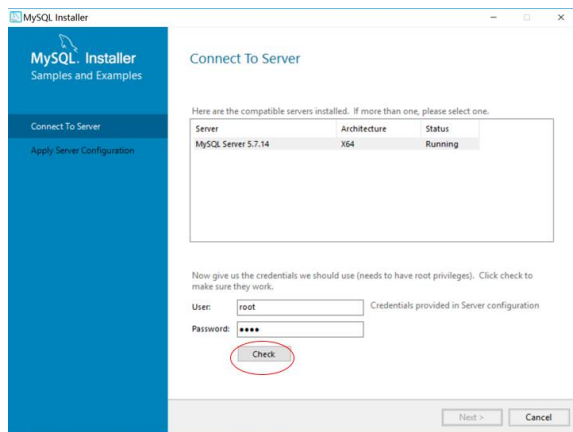 MySQL Installer
MySQL. Installer
Samples and Examples
Connect To Server
Apply Server Configuration
Connect To Server
Here are the compatible servers installed. If more than one, please select one.
Server Architecture Status
MySQL Server 5.7.14 X64 Running
Now give us the credentials we should use (needs to have root privileges). Click check to
make sure they work.
User: root Credentials provided in Server configuration
Password: ●●●●
Check
Next > Cancel